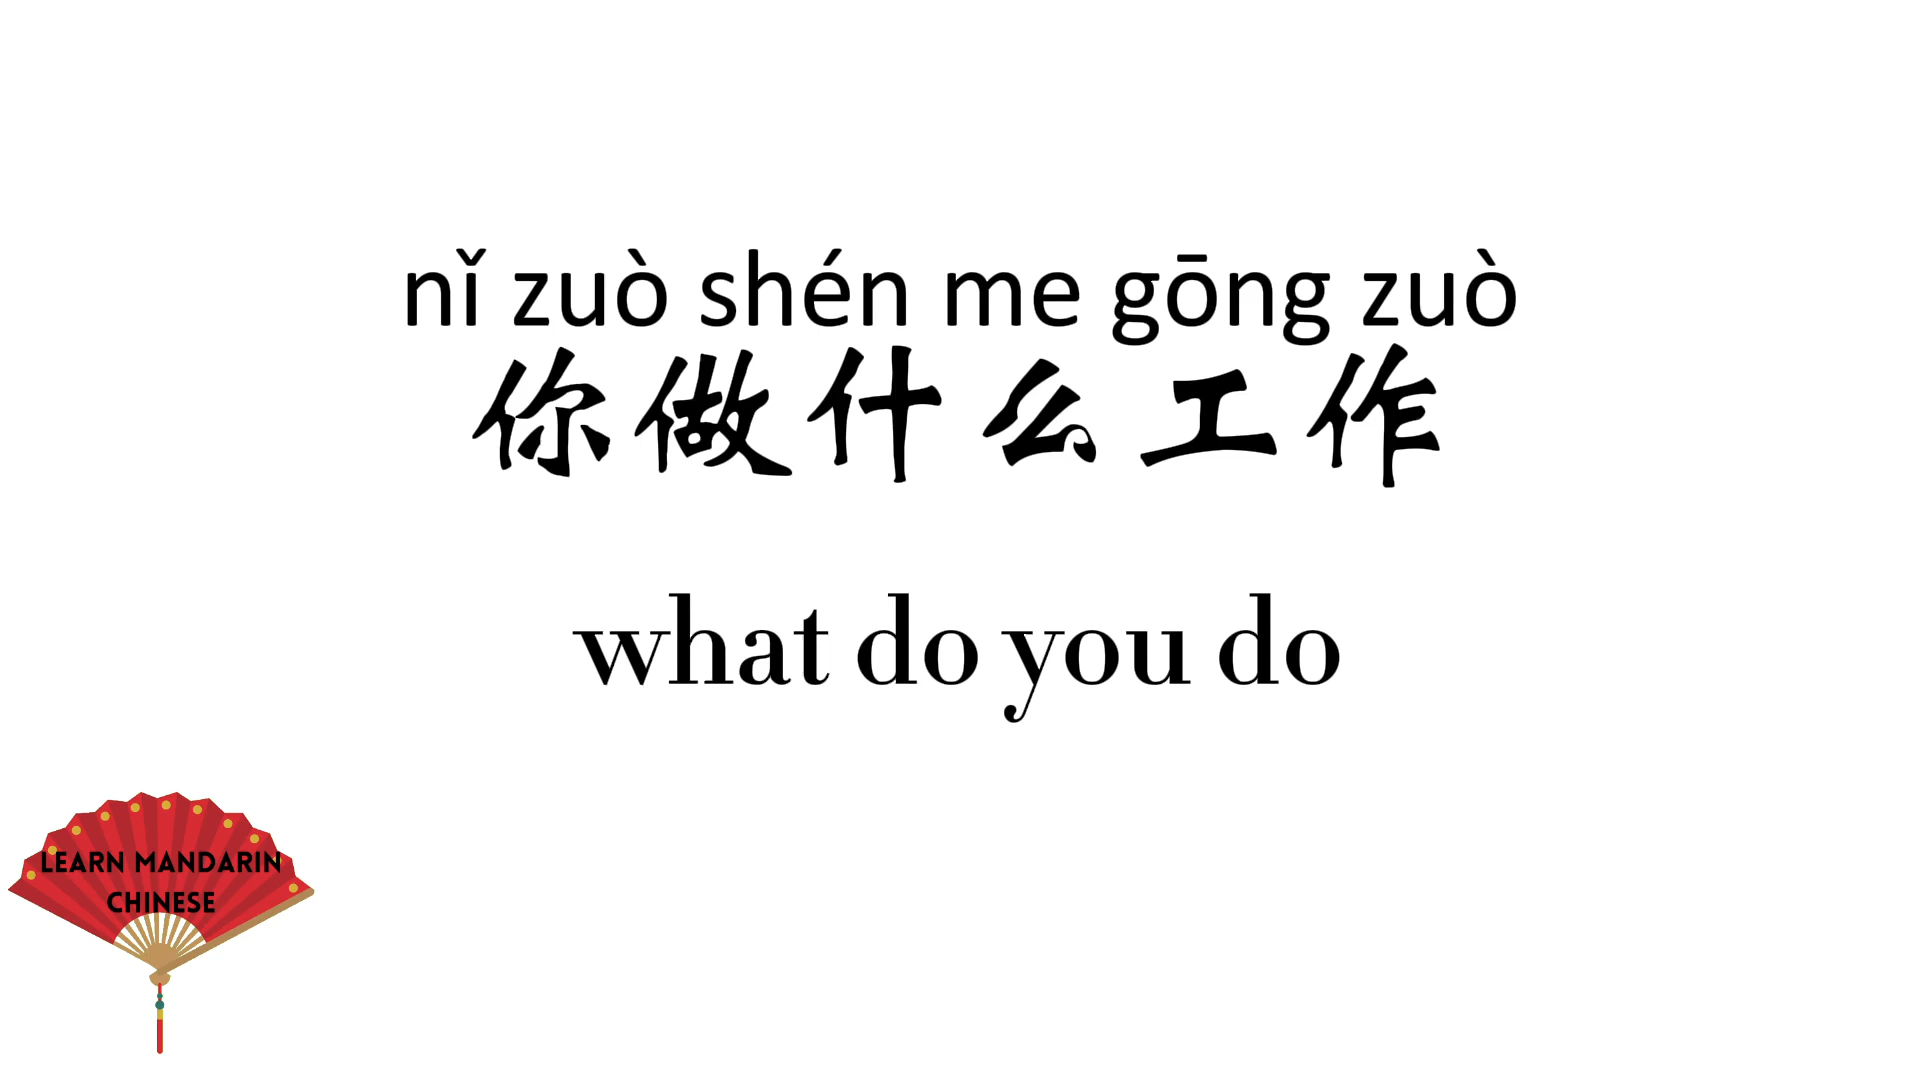 nǐ zuò shén me gōng zuò
你做什么工作
what do you do
LEARN MANDARIN
CHINESE